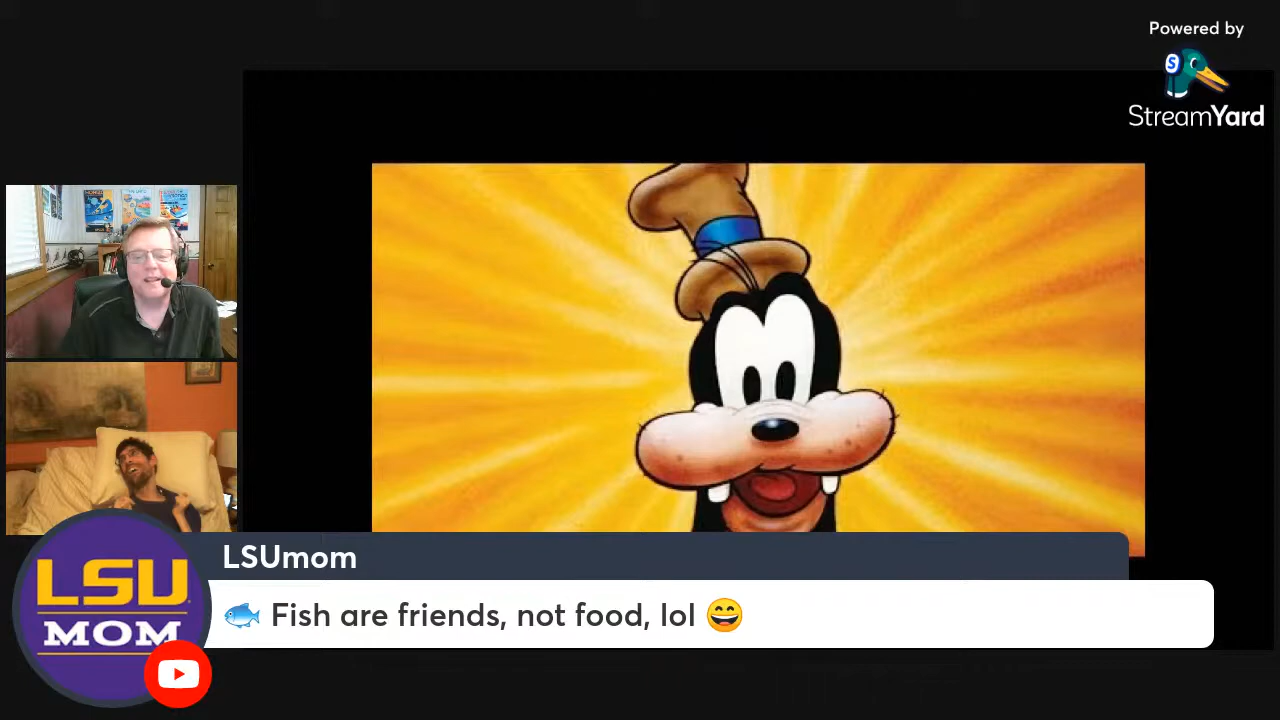 Powered by
S
StreamYard
LSUmom
🐟 Fish are friends, not food, lol 😄
LSU
MOM